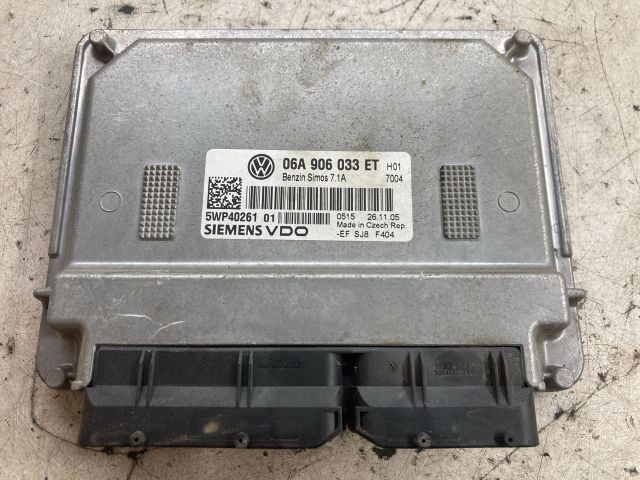 06A 906 033 ET H01
Benzin Simos 7.1A 7004
5WP40261 01 0515 26.11.05
SIEMENS VDO Made in Czech Rep.
-EF SJ8 F404